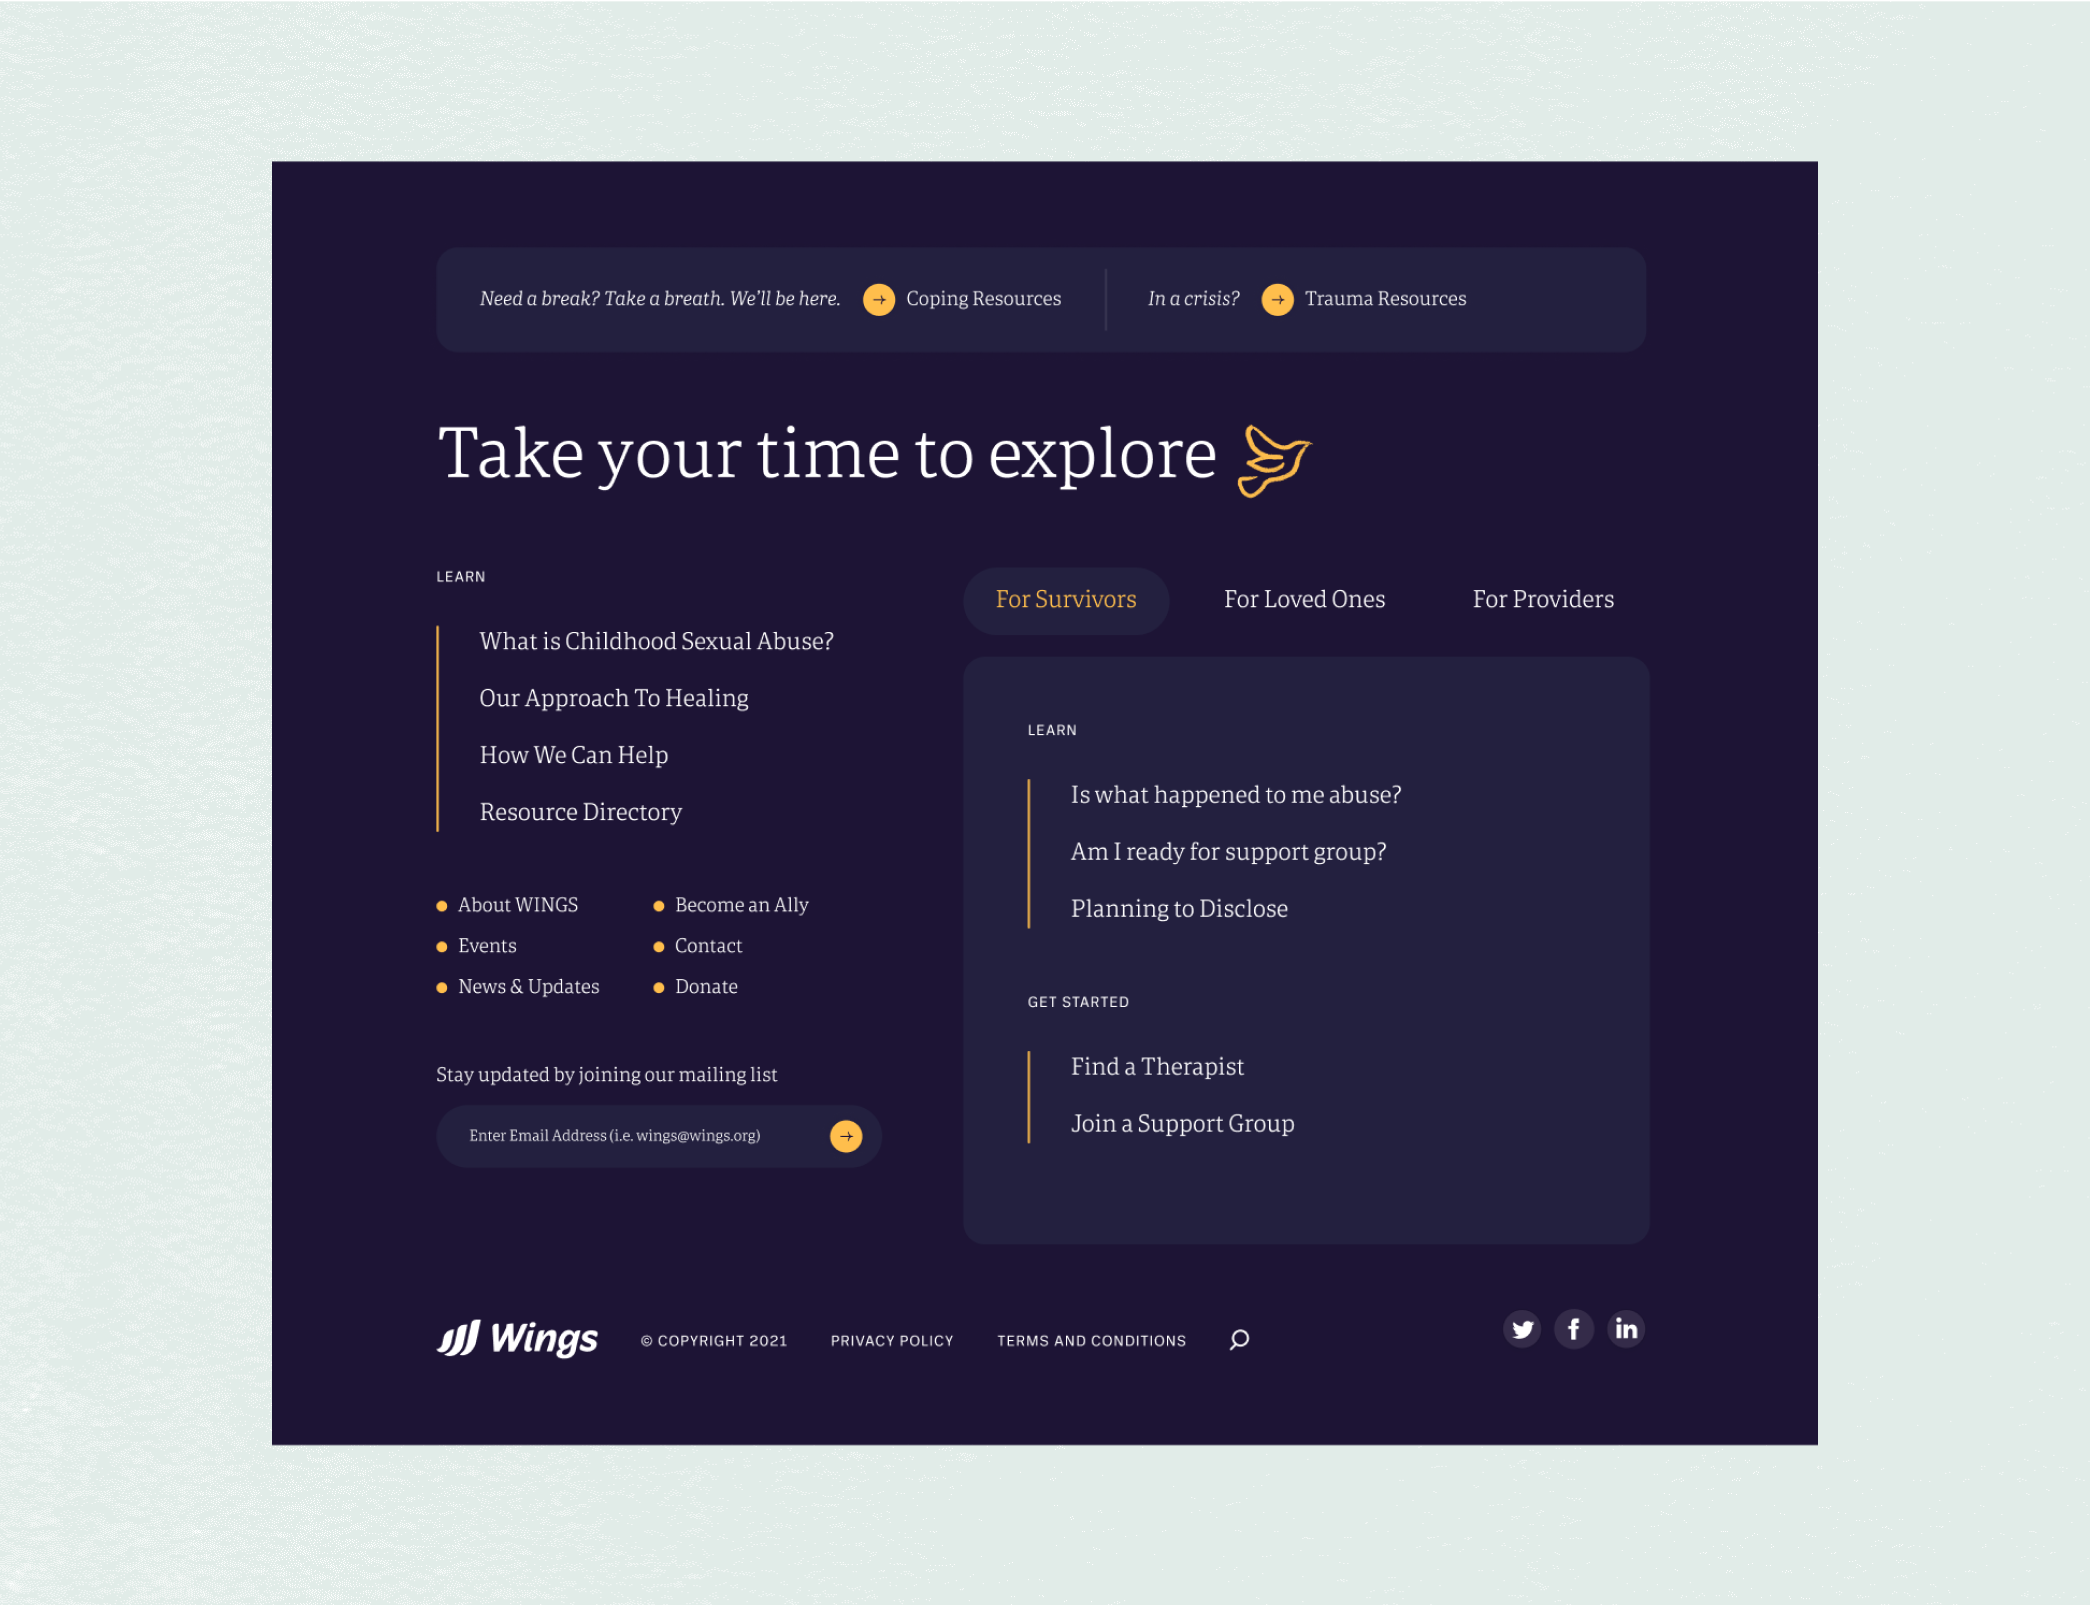 Need a break? Take a breath. We'll be here.
Coping Resources
In a crisis?
Trauma Resources
Take your time to explore
LEARN
What is Childhood Sexual Abuse?
Our Approach To Healing
How We Can Help
Resource Directory
About WINGS
Events
News & Updates
Become an Ally
Contact
Donate
Stay updated by joining our mailing list
Enter Email Address (i.e. wings@wings.org)
For Survivors
For Loved Ones
For Providers
LEARN
Is what happened to me abuse?
Am I ready for support group?
Planning to Disclose
GET STARTED
Find a Therapist
Join a Support Group
Wings
© COPYRIGHT 2021
PRIVACY POLICY
TERMS AND CONDITIONS
f
in